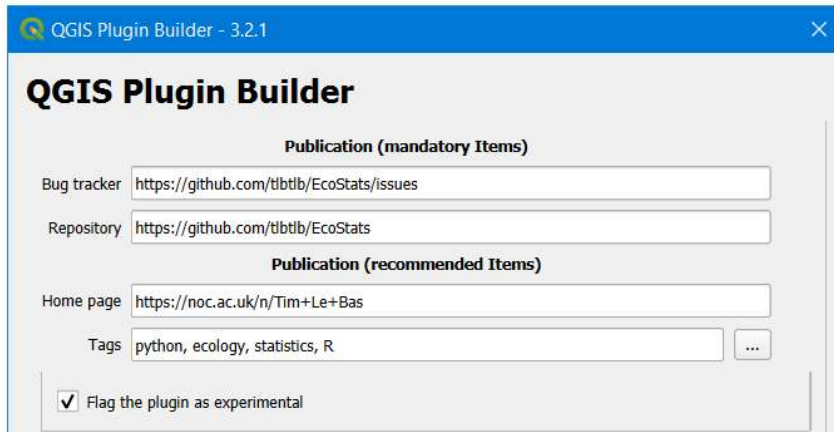 QGIS Plugin Builder - 3.2.1
QGIS Plugin Builder
Publication (mandatory Items)
Bug tracker https://github.com/tlbtlb/EcoStats/issues
Repository https://github.com/tlbtlb/EcoStats
Publication (recommended Items)
Home page https://noc.ac.uk/n/Tim+Le+Bas
Tags python, ecology, statistics, R ...
Flag the plugin as experimental